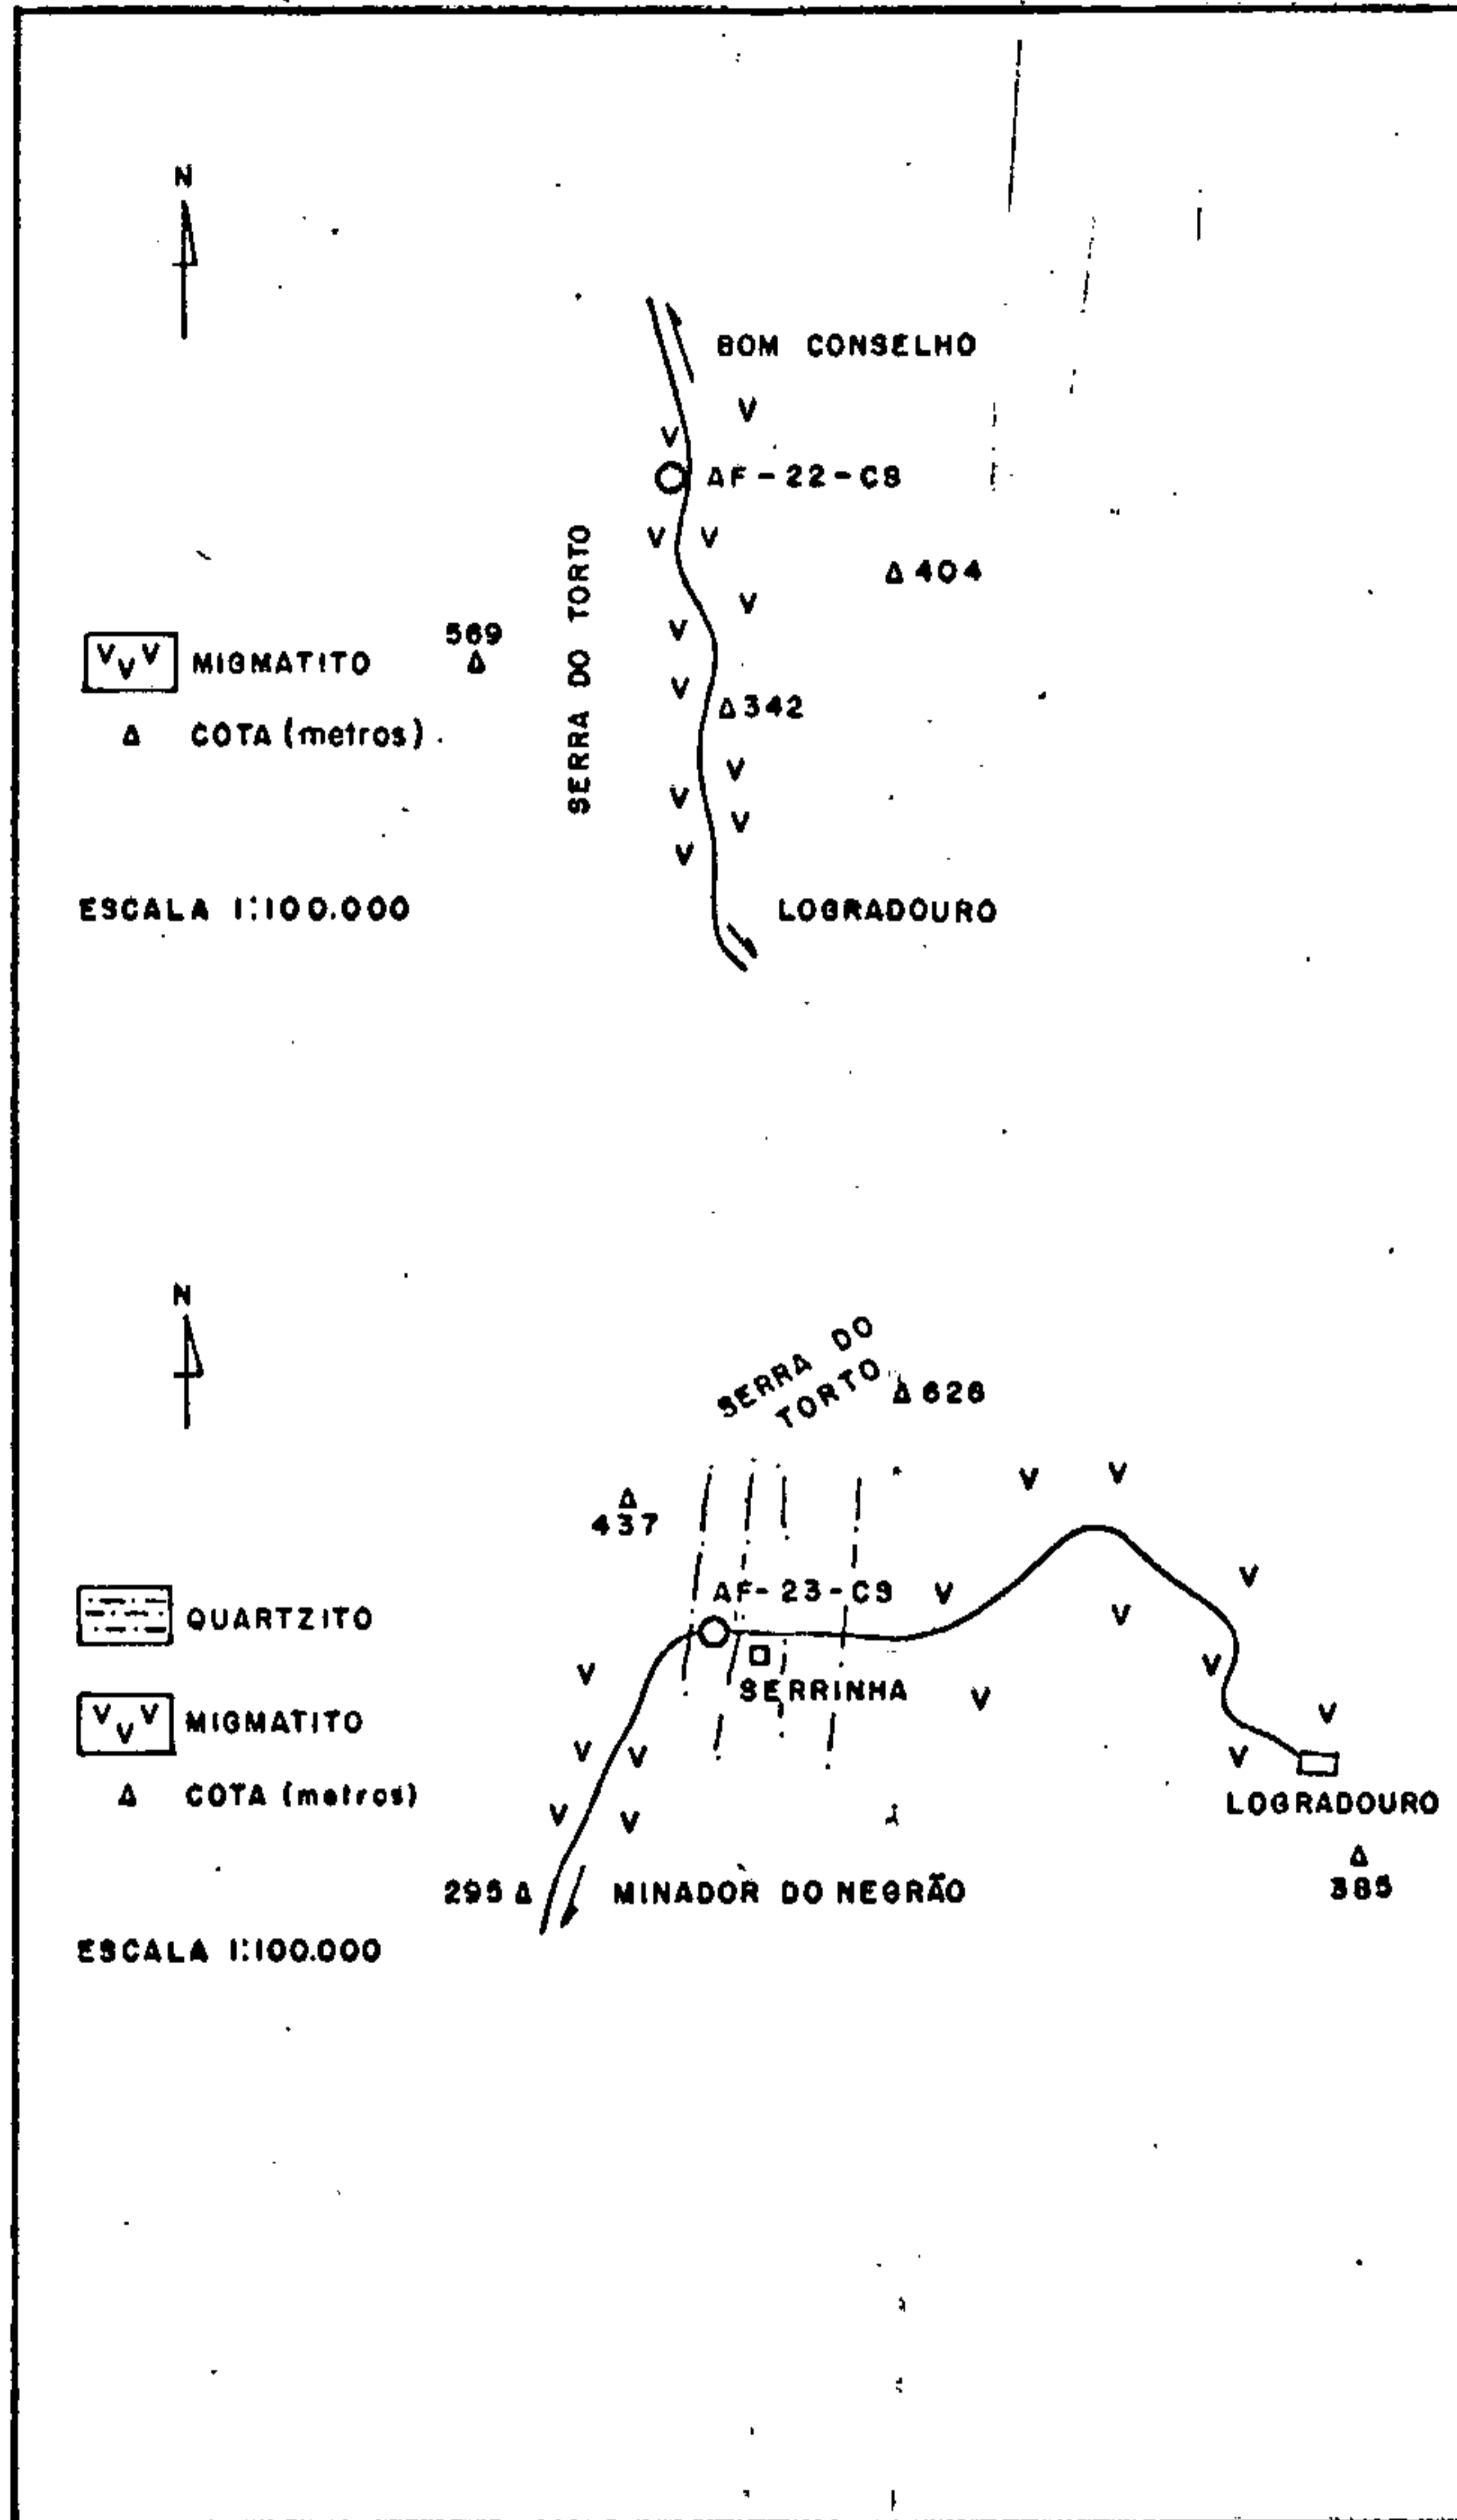 N
BOM CONSELHO
V
V
AF-22-CS
V V
SERRA DO TORTO
404
V
569
V
V V V MIGMATITO
V
342
COTA (metros)
V
V
V
V
ESCALA 1:100.000
LOGRADOURO
N
SERRA DO
TORTO
626
V V
437
V
AF-23-CS
V
QUARTZITO
V
V
V
SERRINHA
V
V
V V V MIGMATITO
V V
V
COTA (metros)
V V
LOGRADOURO
295
MINADOR DO NEGRÃO
ESCALA 1:100.000